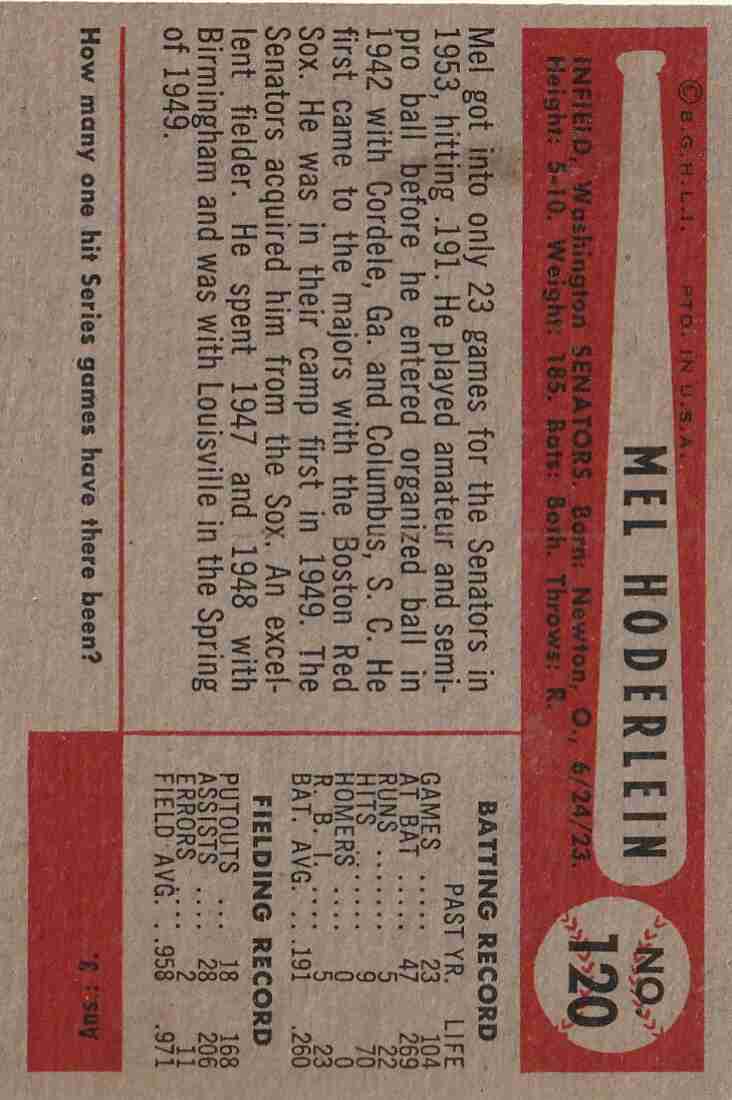 © B.G.H.L.I. PTD. IN U.S.A.
MEL HODERLEIN
NO.
120
INFIELD, Washington SENATORS. Born: Newton, O., 6/24/23.
Height: 5-10. Weight: 185. Bats: Both. Throws: R.
Mel got into only 23 games for the Senators in
1953, hitting .191. He played amateur and semi-
pro ball before he entered organized ball in
1942 with Cordele, Ga. and Columbus, S. C. He
first came to the majors with the Boston Red
Sox. He was in their camp first in 1949. The
Senators acquired him from the Sox. An excel-
lent fielder. He spent 1947 and 1948 with
Birmingham and was with Louisville in the Spring
of 1949.
BATTING RECORD
PAST YR. LIFE
GAMES ..... 23 104
AT BAT ..... 47 269
RUNS ....... 5 22
HITS ...... 9 70
HOMERS .... 0 0
R. B. I. .... 5 23
BAT. AVG. . .191 .260
FIELDING RECORD
PUTOUTS ... 18 168
ASSISTS .... 28 206
ERRORS .... 2 11
FIELD AVG. . .958 .971
How many one hit Series games have there been?
Ans.: 3.